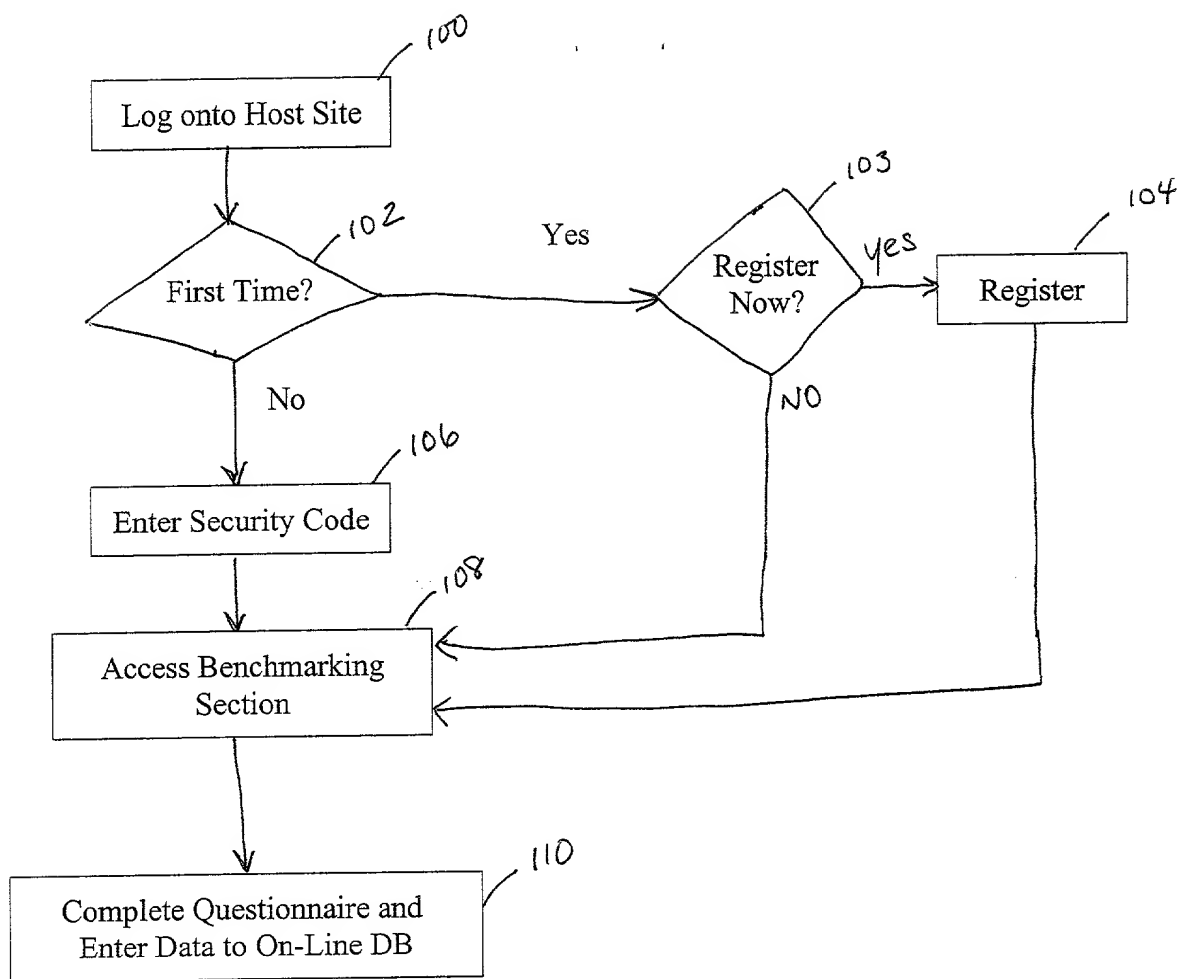 100
Log onto Host Site
102
First Time?
Yes
103
Register
Now?
yes
104
Register
No
NO
106
Enter Security Code
108
Access Benchmarking
Section
110
Complete Questionnaire and
Enter Data to On-Line DB